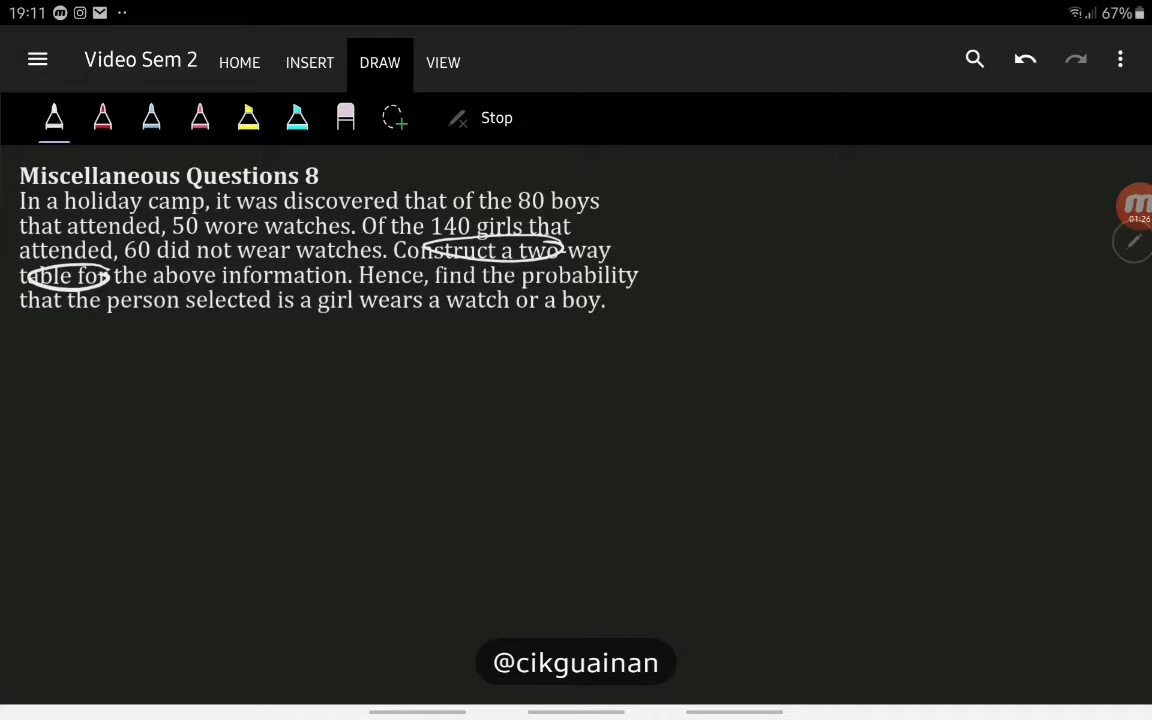 19:11 67%
Video Sem 2 HOME INSERT DRAW VIEW
Stop
Miscellaneous Questions 8
In a holiday camp, it was discovered that of the 80 boys
that attended, 50 wore watches. Of the 140 girls that
attended, 60 did not wear watches. Construct a two-way
table for the above information. Hence, find the probability
that the person selected is a girl wears a watch or a boy.
01:26
@cikguainan